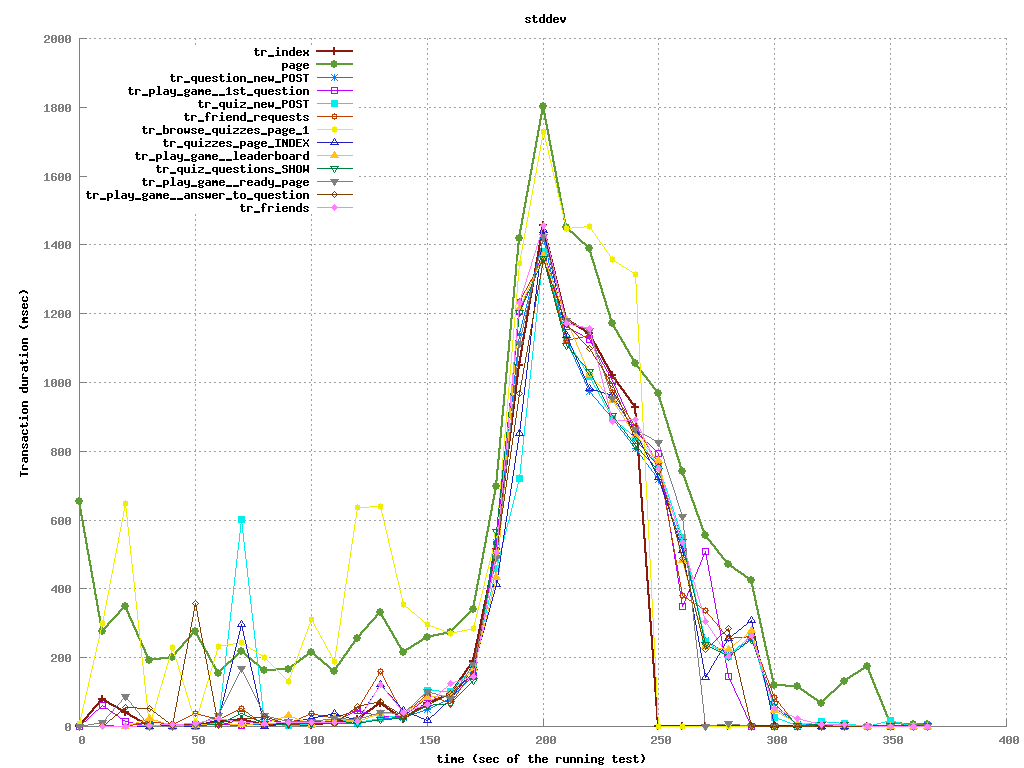 stddev
2000
1800
1600
1400
1200
1000
800
600
400
200
0
Transaction duration (msec)
tr_index
page
tr_question_new_POST
tr_play_game__1st_question
tr_quiz_new_POST
tr_friend_requests
tr_browse_quizzes_page_1
tr_quizzes_page_INDEX
tr_play_game__leaderboard
tr_quiz_questions_SHOW
tr_play_game__ready_page
tr_play_game__answer_to_question
tr_friends
0 50 100 150 200 250 300 350 400
time (sec of the running test)